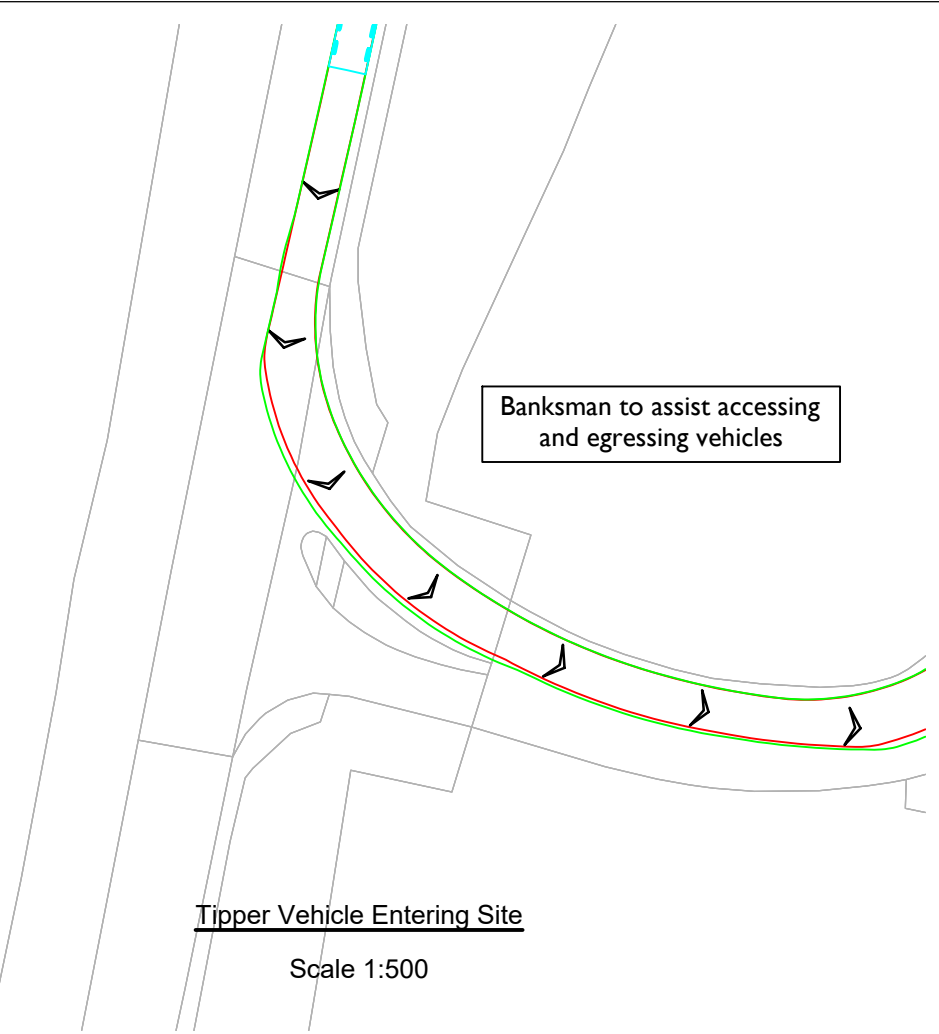 Banksman to assist accessing
and egressing vehicles
Tipper Vehicle Entering Site
Scale 1:500